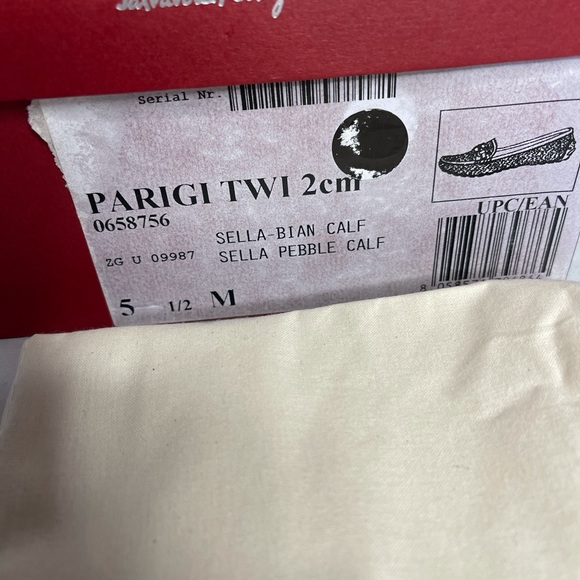 Serial Nr.
PARIGI TWI 2cm
0658756
UPC/EAN
SELLA-BIAN CALF
ZG U 09987 SELLA PEBBLE CALF
5 1/2 M